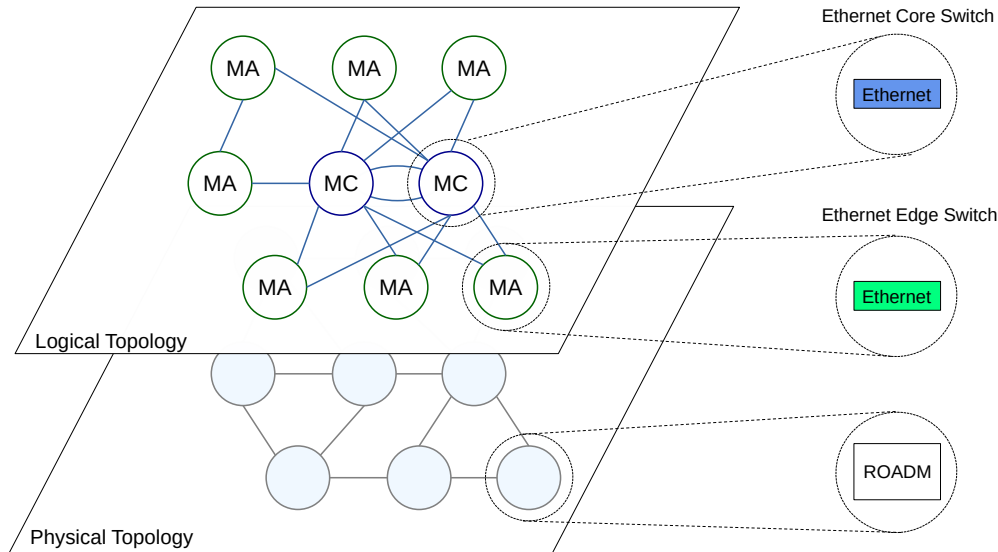 Ethernet Core Switch
MA
MA
MA
Ethernet
MA
MC
MC
Ethernet Edge Switch
MA
MA
MA
Ethernet
Logical Topology
ROADM
Physical Topology